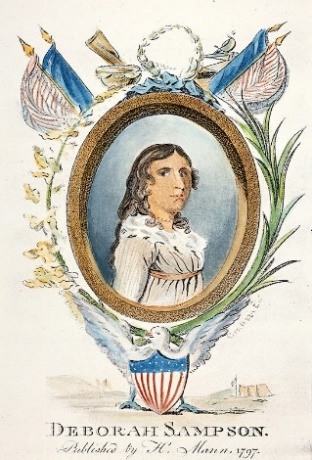 DEBORAH SAMPSON.
Published by H. Mann. 1797.